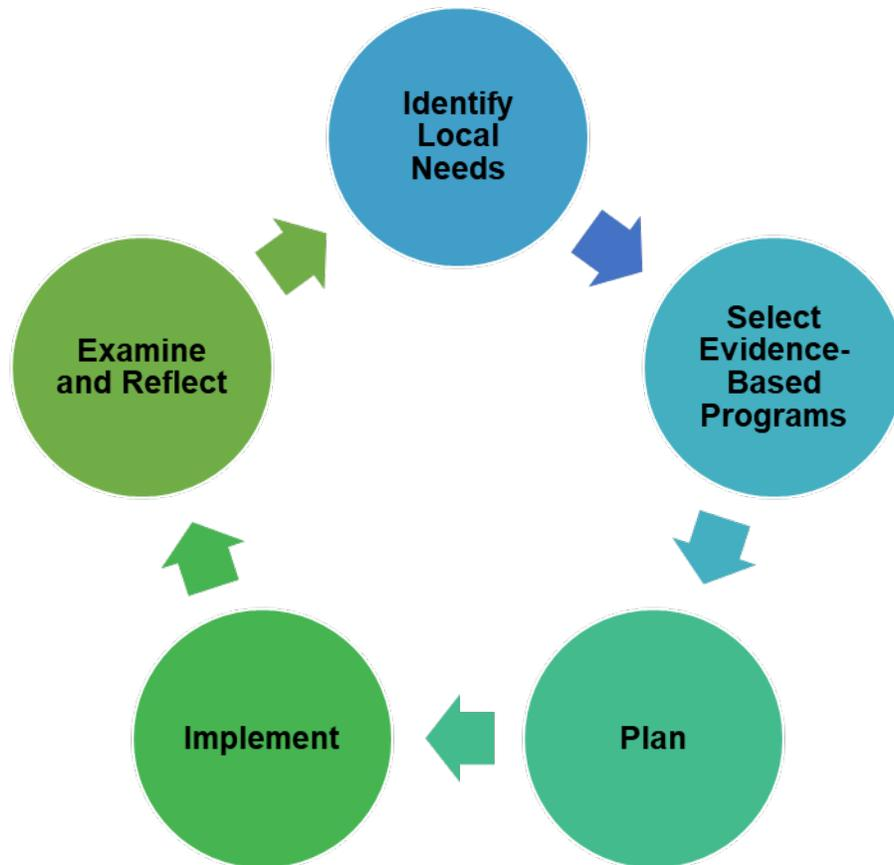 Identify
Local
Needs
Select
Evidence-
Based
Programs
Plan
Implement
Examine
and Reflect